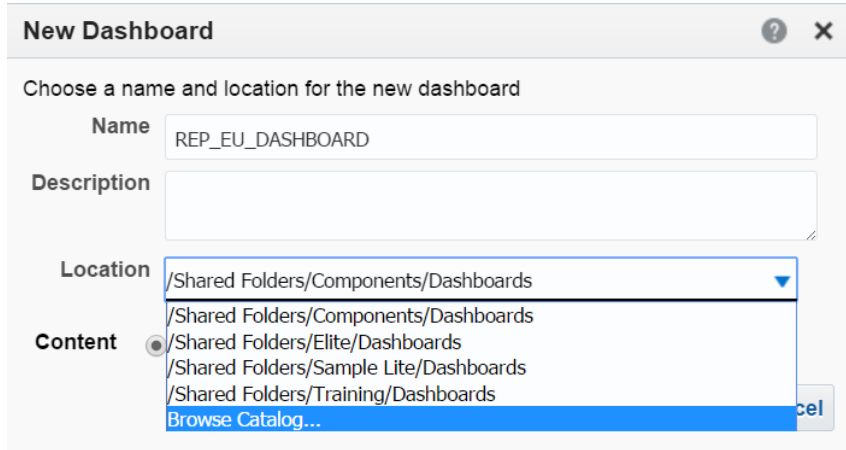 New Dashboard
Choose a name and location for the new dashboard
Name REP_EU_DASHBOARD
Description
Location /Shared Folders/Components/Dashboards
/Shared Folders/Components/Dashboards
Content /Shared Folders/Elite/Dashboards
/Shared Folders/Sample Lite/Dashboards
/Shared Folders/Training/Dashboards
Browse Catalog...
cel